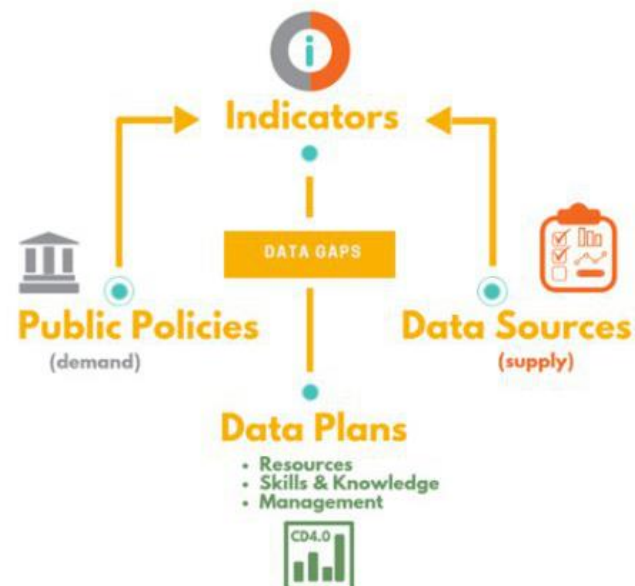 i
Indicators
DATA GAPS
Public Policies
(demand)
Data Sources
(supply)
Data Plans
• Resources
• Skills & Knowledge
• Management
CD4.0